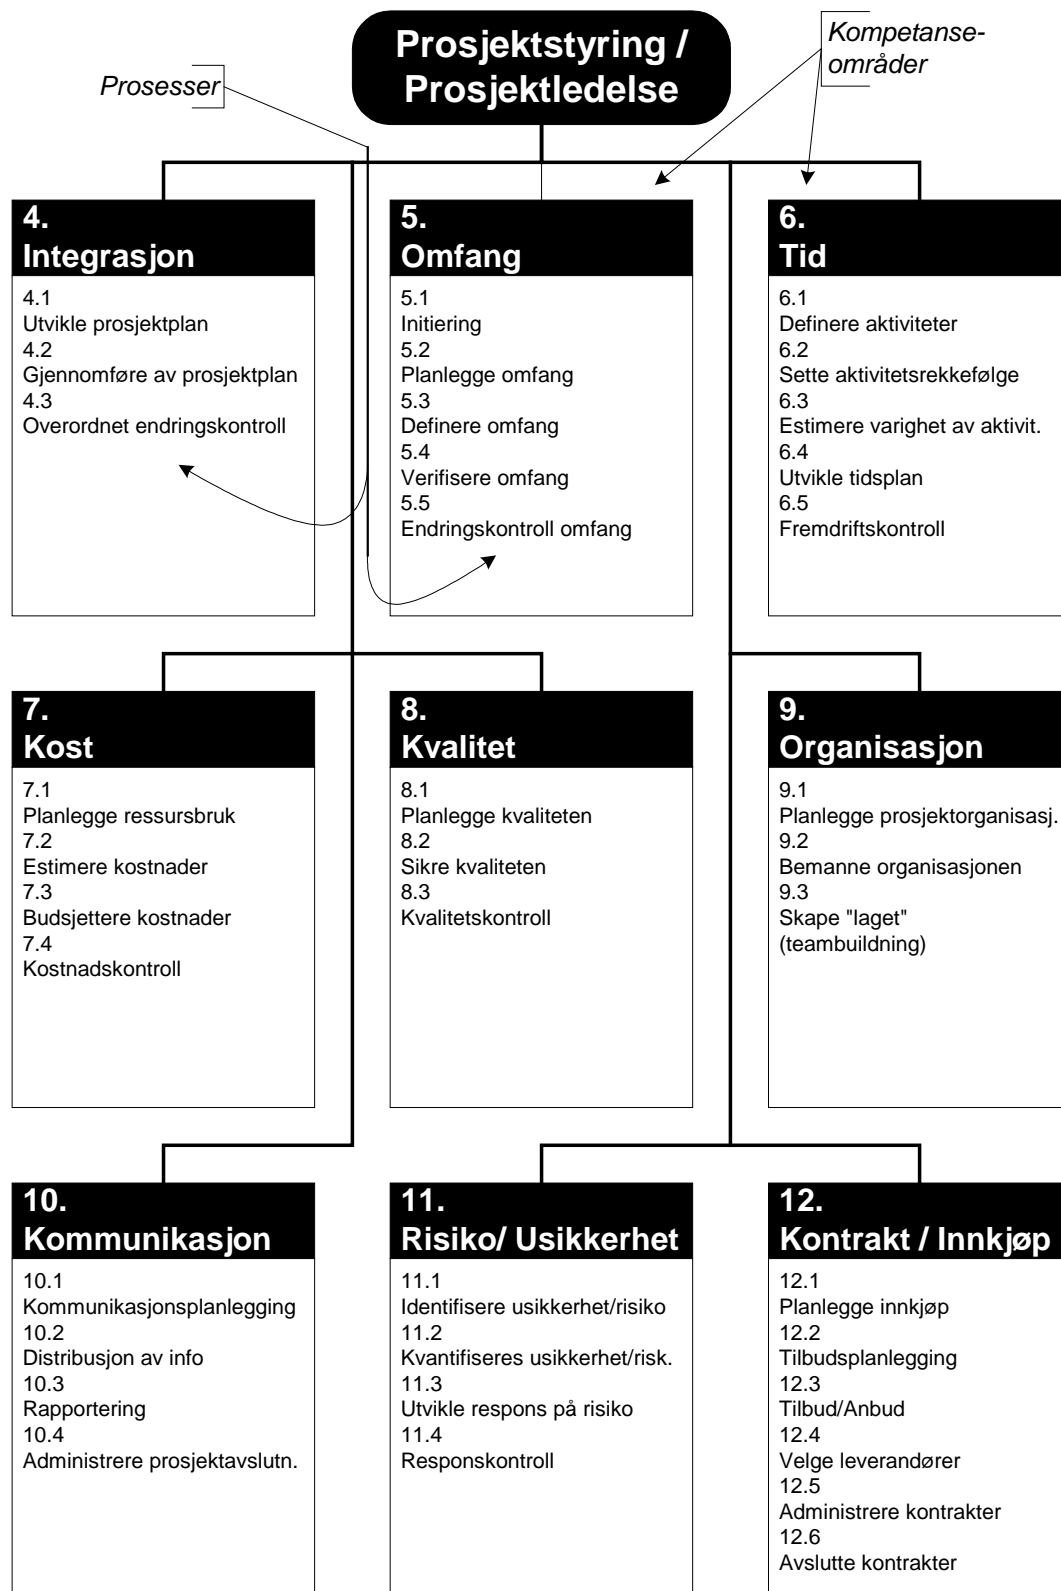 Prosjektstyring /
Prosjektledelse
Kompetanse-
områder
Prosesser
4.
Integrasjon
4.1
Utvikle prosjektplan
4.2
Gjennomføre av prosjektplan
4.3
Overordnet endringskontroll
5.
Omfang
5.1
Initiering
5.2
Planlegge omfang
5.3
Definere omfang
5.4
Verifisere omfang
5.5
Endringskontroll omfang
6.
Tid
6.1
Definere aktiviteter
6.2
Sette aktivitetsrekkefølge
6.3
Estimere varighet av aktivit.
6.4
Utvikle tidsplan
6.5
Fremdriftskontroll
7.
Kost
7.1
Planlegge ressursbruk
7.2
Estimere kostnader
7.3
Budsjettere kostnader
7.4
Kostnadskontroll
8.
Kvalitet
8.1
Planlegge kvaliteten
8.2
Sikre kvaliteten
8.3
Kvalitetskontroll
9.
Organisasjon
9.1
Planlegge prosjektorganisasj.
9.2
Bemanne organisasjonen
9.3
Skape "laget"
(teambuildning)
10.
Kommunikasjon
10.1
Kommunikasjonsplanlegging
10.2
Distribusjon av info
10.3
Rapportering
10.4
Administrere prosjektavslutn.
11.
Risiko/ Usikkerhet
11.1
Identifisere usikkerhet/risiko
11.2
Kvantifiseres usikkerhet/risk.
11.3
Utvikle respons på risiko
11.4
Responskontroll
12.
Kontrakt / Innkjøp
12.1
Planlegge innkjøp
12.2
Tilbudsplanlegging
12.3
Tilbud/Anbud
12.4
Velge leverandører
12.5
Administrere kontrakter
12.6
Avslutte kontrakter